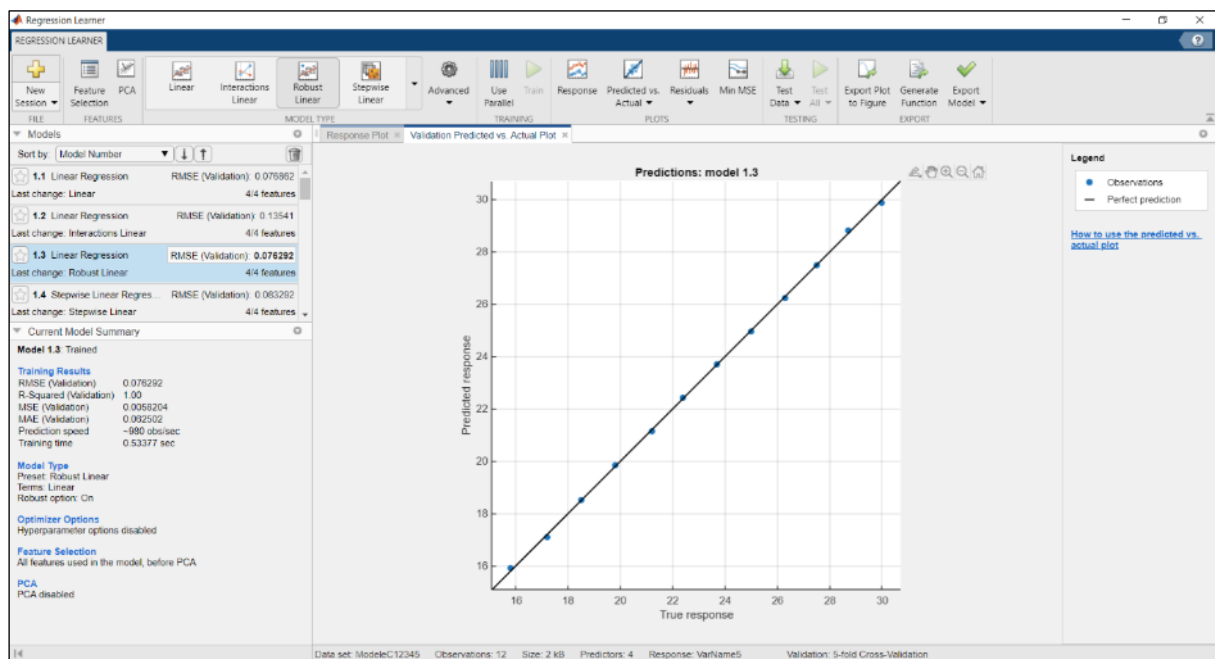 Regression Learner
REGRESSION LEARNER
New Session
Feature Selection
PCA
Linear
Interactions Linear
Robust Linear
Stepwise Linear
Advanced
Use Parallel
Train
Response
Predicted vs. Actual
Residuals
Min MSE
Test Data
Test All
Export Plot to Figure
Generate Function
Export Model
FILE
FEATURES
MODEL TYPE
TRAINING
PLOTS
TESTING
EXPORT
Models
Sort by: Model Number
1.1 Linear Regression RMSE (Validation): 0.076862
Last change: Linear 4/4 features
1.2 Linear Regression RMSE (Validation): 0.13541
Last change: Interactions Linear 4/4 features
1.3 Linear Regression RMSE (Validation): 0.076292
Last change: Robust Linear 4/4 features
1.4 Stepwise Linear Regres... RMSE (Validation): 0.083292
Last change: Stepwise Linear 4/4 features
Current Model Summary
Model 1.3: Trained
Training Results
RMSE (Validation) 0.076292
R-Squared (Validation) 1.00
MSE (Validation) 0.0058204
MAE (Validation) 0.062502
Prediction speed ~980 obs/sec
Training time 0.53377 sec
Model Type
Preset: Robust Linear
Terms: Linear
Robust option: On
Optimizer Options
Hyperparameter options disabled
Feature Selection
All features used in the model, before PCA
PCA
PCA disabled
Response Plot
Validation Predicted vs. Actual Plot
Predictions: model 1.3
30
28
26
24
22
20
18
16
Predicted response
16 18 20 22 24 26 28 30
True response
Legend
Observations
Perfect prediction
How to use the predicted vs.
actual plot
Data set: ModeleC12345 Observations: 12 Size: 2 kB Predictors: 4 Response: VarName5 Validation: 5-fold Cross-Validation